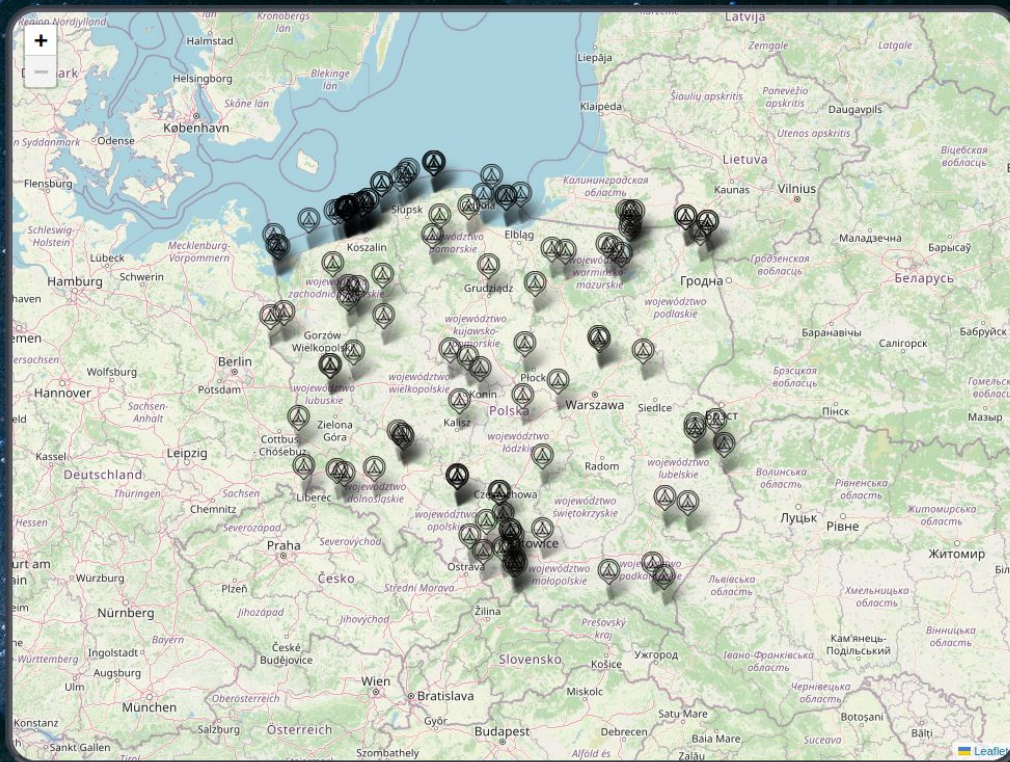 Region Nordjylland
Kronobergs
län
Latvija
Halmstad
+
−
Liepāja
Zemgale
Latgale
Helsingborg
Blekinge
län
Šiaulių apskritis
Panevėžio
apskritis
Klaipėda
Daugavpils
Skåne län
København
Odense
n Syddanmark
Utenos apskritis
Віцебская
вобласць
Lietuva
Flensburg
Kaunas
Vilnius
Калининградская
область
Słupsk
Schleswig-
Holstein
Elbląg
Маладзечна
Барысаў
Mecklenburg-
Vorpommern
Koszalin
województwo
pomorskie
Lübeck
Schwerin
Hamburg
haven
Гродзенская
вобласць
województwo
warmińsko-
mazurskie
Гродна
Беларусь
Grudziądz
województwo
podlaskie
województwo
kujawsko-
pomorskie
Gorzów
Wielkopolski
Баранавічы
Бабруйск
Салігорск
Berlin
Wolfsburg
Potsdam
Hannover
Płock
Брэсцкая
вобласць
województwo
wielkopolskie
województwo
lubuskie
Konin
Warszawa
Siedlce
Sachsen-
Anhalt
Polska
Брэст
Пінск
Мазыр
Kalisz
Zielona
Góra
Cottbus
Chóśebuz
województwo
łódzkie
Kassel
Leipzig
Radom
województwo
lubelskie
Волинська
область
Рівненська
область
Deutschland
Thüringen
Sachsen
Liberec
województwo
dolnośląskie
Częstochowa
Chemnitz
Hessen
województwo
opolskie
województwo
świętokrzyskie
Луцьк
Рівне
Житомирська
область
Severozápad
Severovýchod
Praha
Katowice
Житомир
Ostrava
województwo
małopolskie
Würzburg
Plzeň
Česko
Střední Morava
Львівська
область
Хмельницька
область
Nürnberg
Jihozápad
Jihovýchod
Žilina
Prešovský
kraj
Вінницька
область
Кам'янець-
Подільський
Bayern
Ingolstadt
České
Budějovice
Slovensko
Košice
Ужгород
Івано-Франківська
область
-Württemberg
Augsburg
Ulm
Wien
Bratislava
Miskolc
Чернівецька
область
München
Oberösterreich
Győr
Satu Mare
Botoșani
Konstanz
Salzburg
Österreich
Budapest
Debrecen
Baia Mare
Suceava
Bălți
Sankt Gallen
Szombathely
Alföld és
Zalău
Leaflet